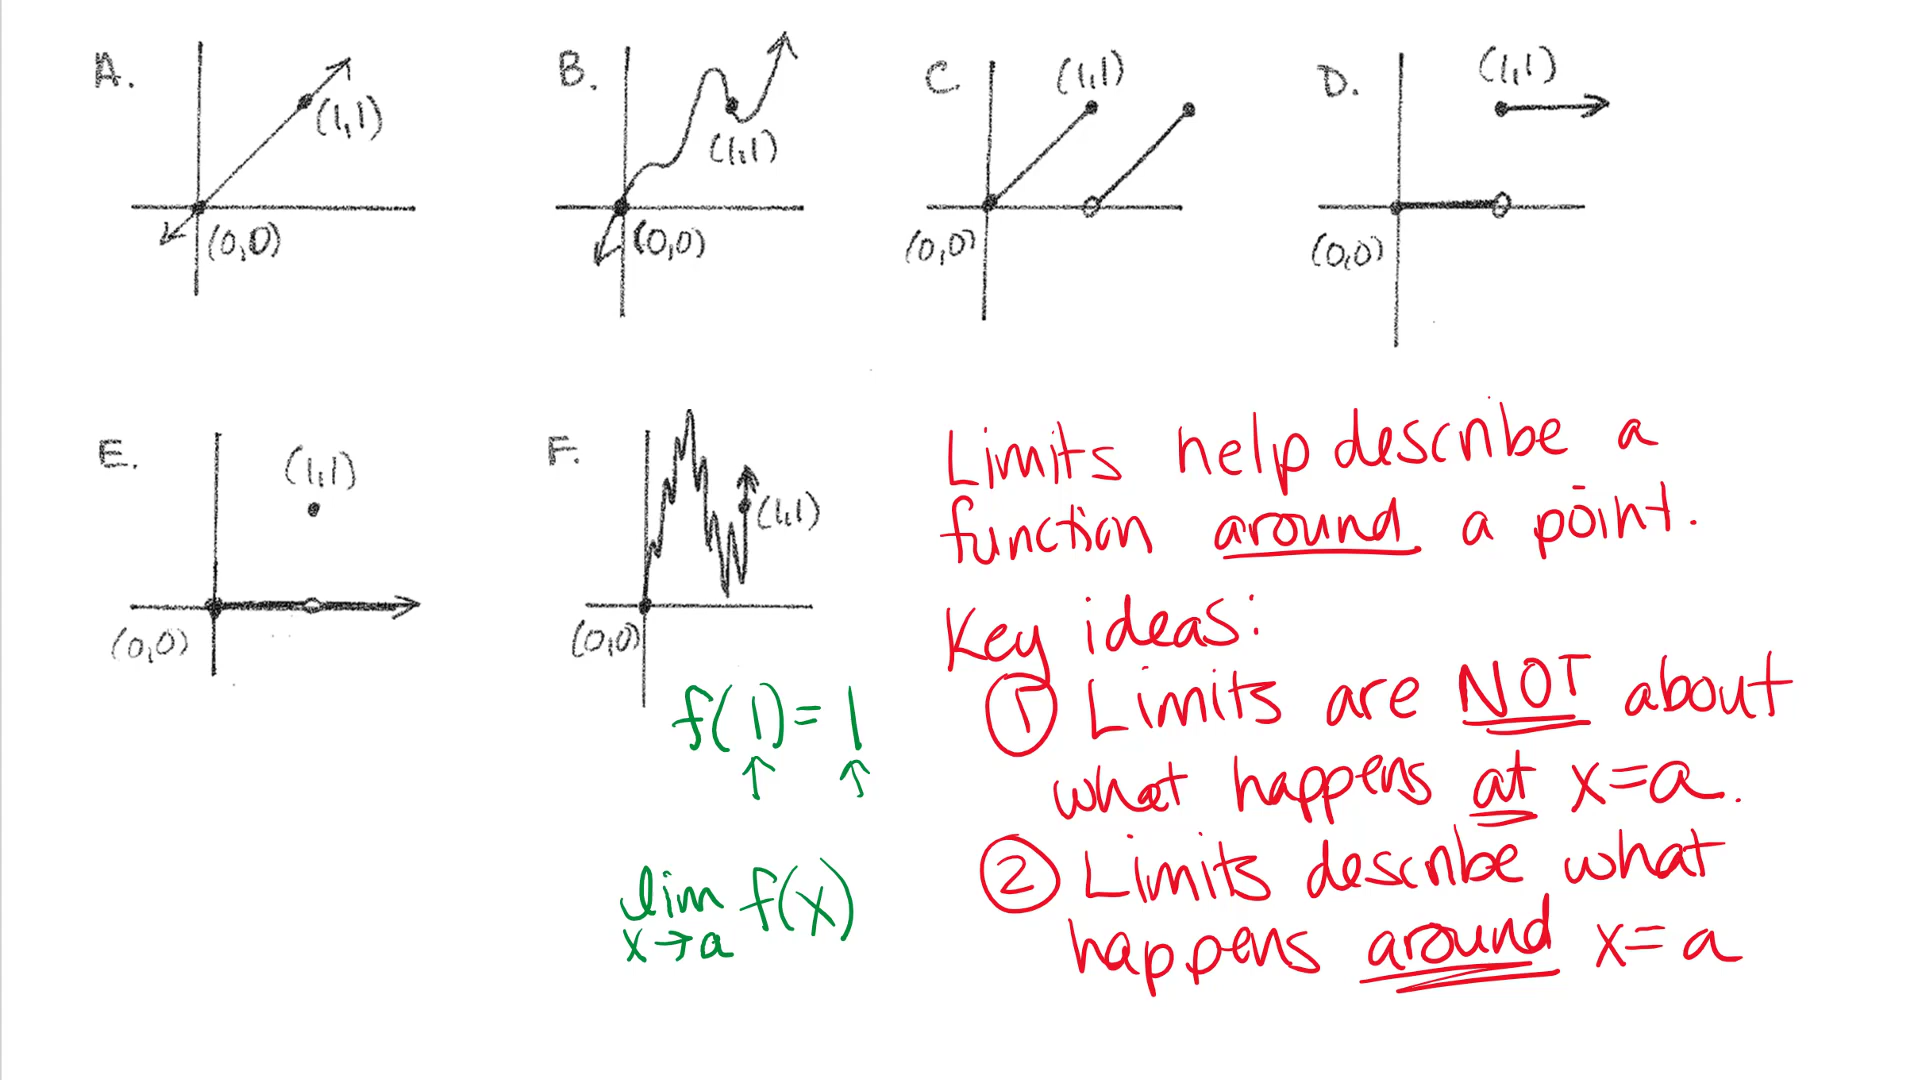 A.
(1,1)
(0,0)
B.
(1,1)
(0,0)
C
(1,1)
(0,0)
D.
(1,1)
(0,0)
E.
(1,1)
(0,0)
F.
(1,1)
(0,0)
f(1)=1
↑ ↑
lim f(x)
x→a
Limits help describe a
function around a point.
Key ideas:
① Limits are NOT about
what happens at x=a.
② Limits describe what
happens around x=a